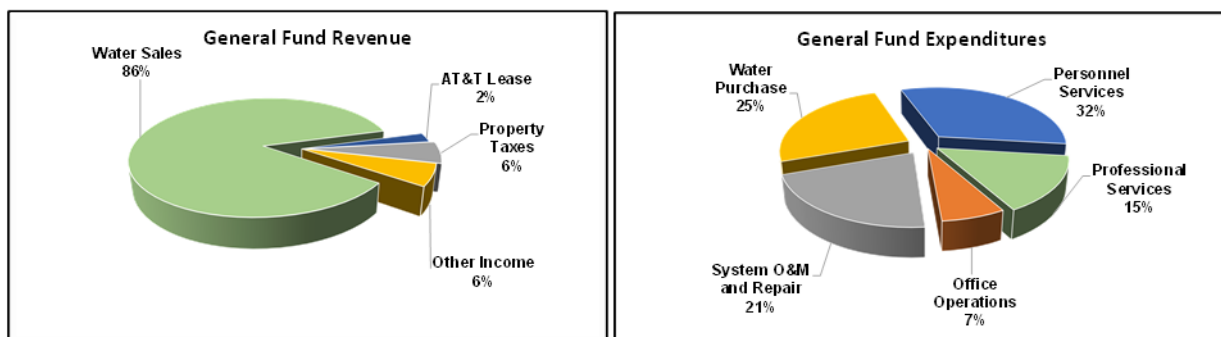 General Fund Revenue
Water Sales
86%
AT&T Lease
2%
Property
Taxes
6%
Other Income
6%
General Fund Expenditures
Water
Purchase
25%
Personnel
Services
32%
Professional
Services
15%
System O&M
and Repair
21%
Office
Operations
7%